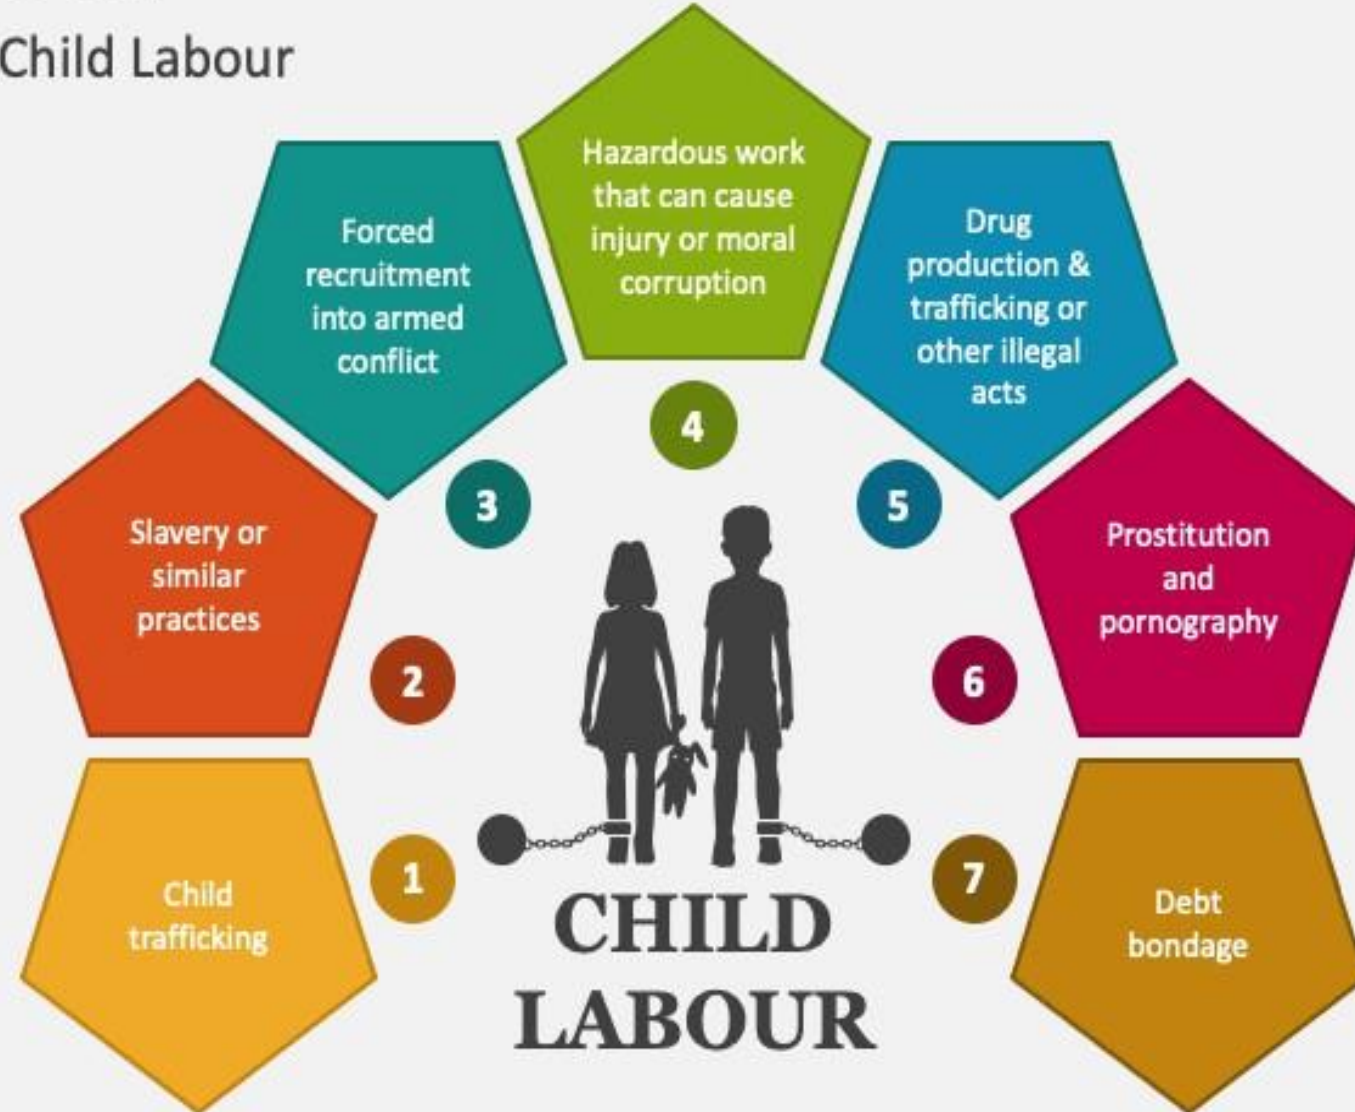 Child Labour
Child
trafficking
1
Slavery or
similar
practices
2
Forced
recruitment
into armed
conflict
3
Hazardous work
that can cause
injury or moral
corruption
4
Drug
production &
trafficking or
other illegal
acts
5
Prostitution
and
pornography
6
Debt
bondage
7
CHILD
LABOUR